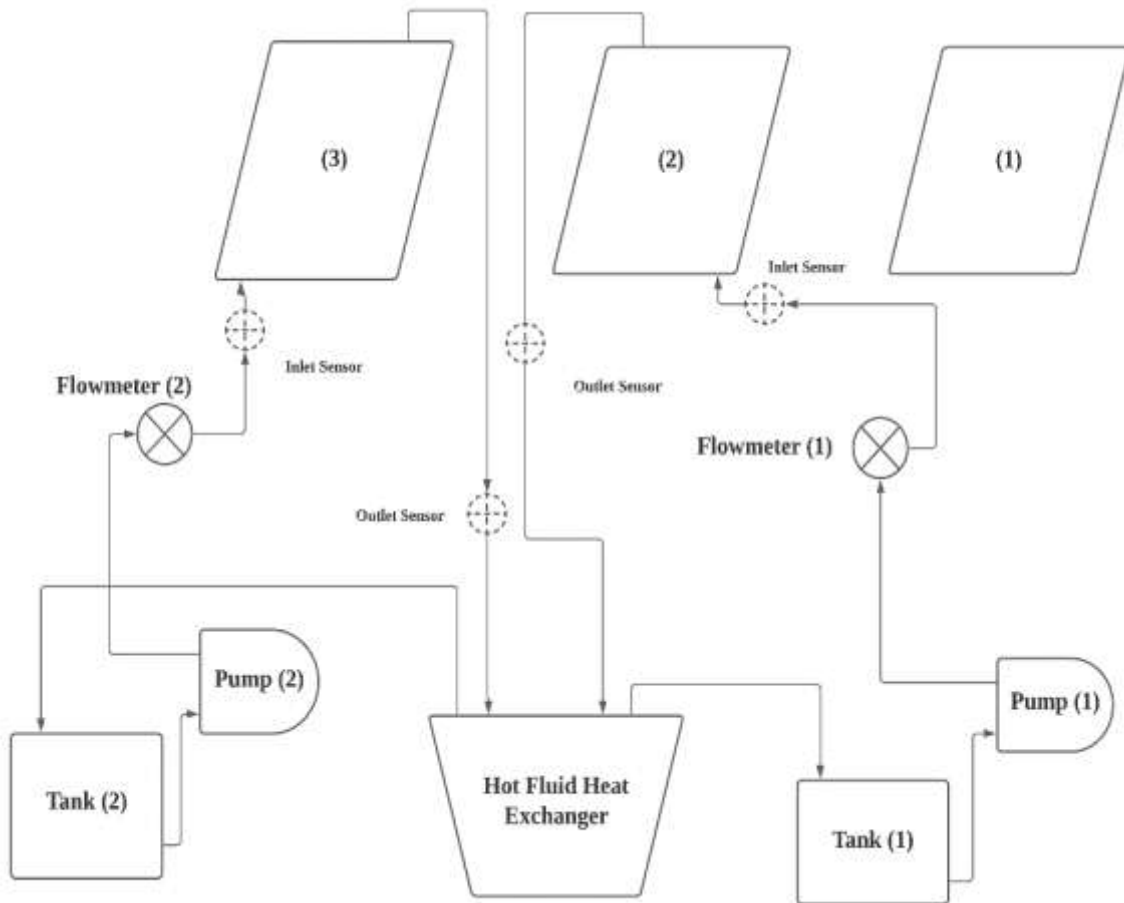 (3)
(2)
(1)
Inlet Sensor
Inlet Sensor
Flowmeter (2)
Outlet Sensor
Flowmeter (1)
Outlet Sensor
Pump (2)
Pump (1)
Tank (2)
Hot Fluid Heat
Exchanger
Tank (1)